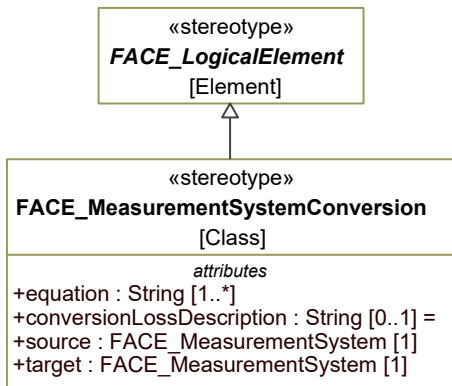 «stereotype»
FACE_LogicalElement
[Element]
«stereotype»
FACE_MeasurementSystemConversion
[Class]
attributes
+equation : String [1..*]
+conversionLossDescription : String [0..1] =
+source : FACE_MeasurementSystem [1]
+target : FACE_MeasurementSystem [1]